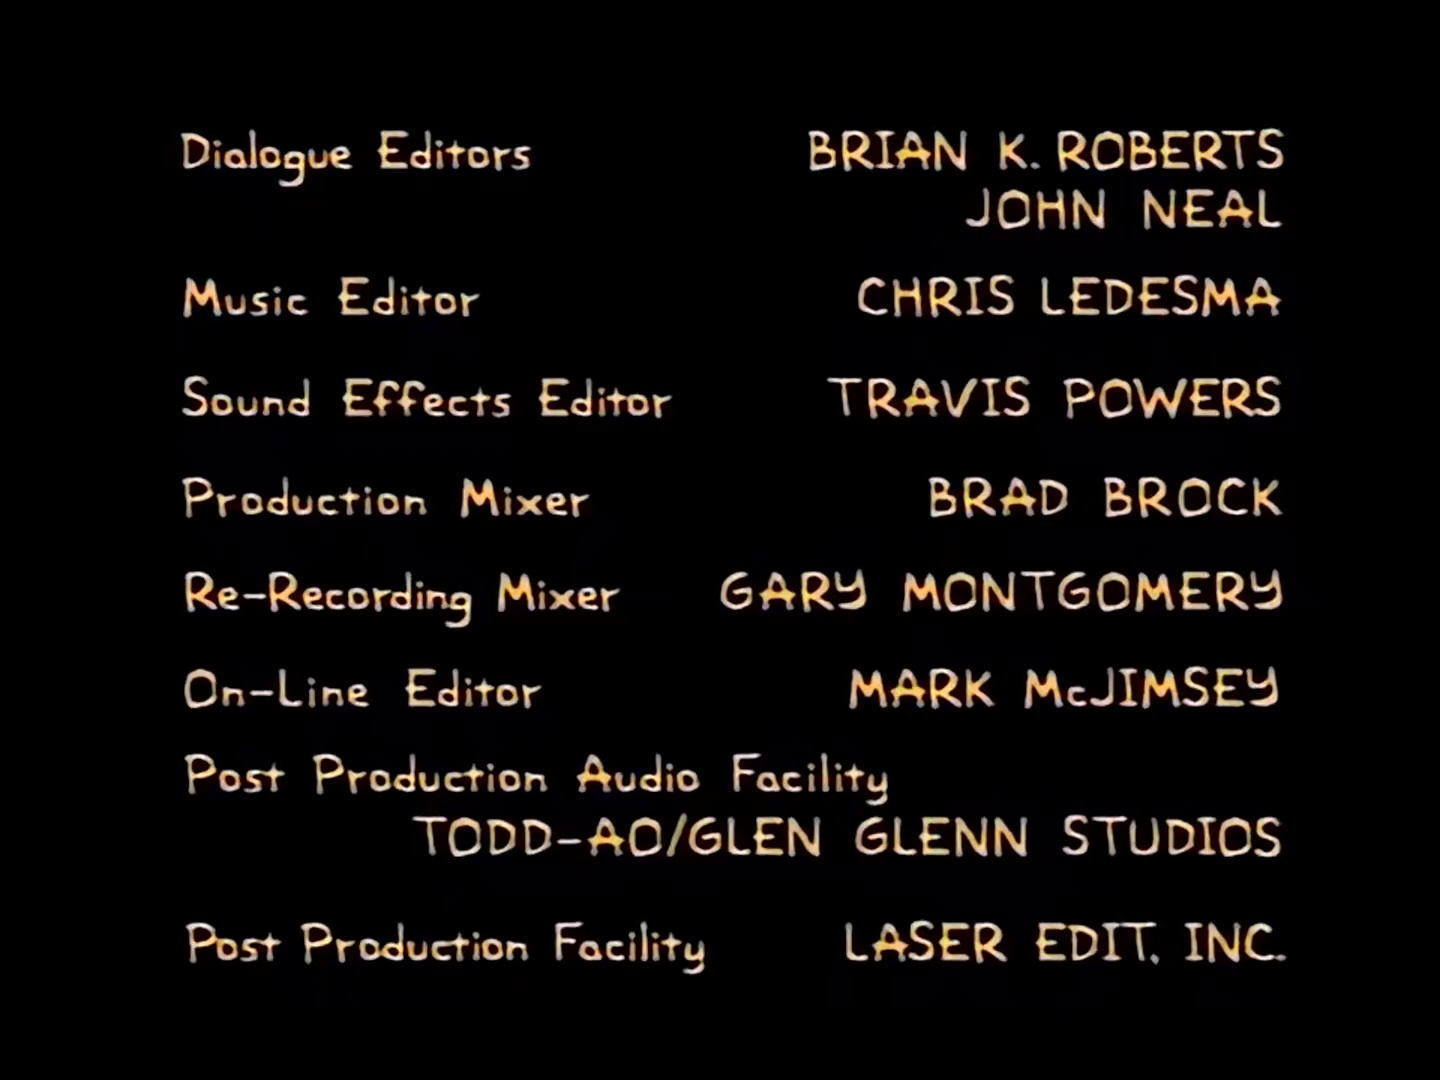 Dialogue Editors BRIAN K. ROBERTS
JOHN NEAL
Music Editor CHRIS LEDESMA
Sound Effects Editor TRAVIS POWERS
Production Mixer BRAD BROCK
Re-Recording Mixer GARY MONTGOMERY
On-Line Editor MARK McJIMSEY
Post Production Audio Facility
TODD-AO/GLEN GLENN STUDIOS
Post Production Facility LASER EDIT, INC.